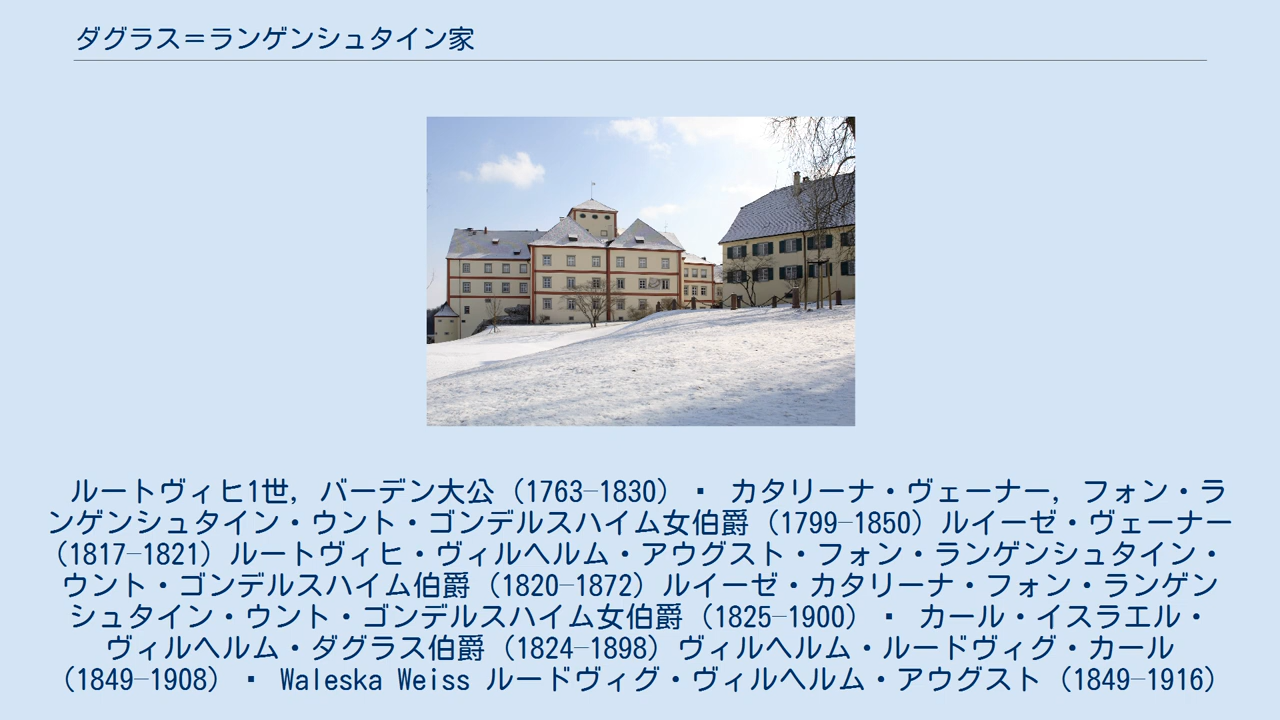 ダグラス＝ランゲンシュタイン家
ルートヴィヒ1世, バーデン大公 (1763–1830) ▪ カタリーナ・ヴェーナー, フォン・ラ
ンゲンシュタイン・ウント・ゴンデルスハイム女伯爵 (1799–1850) ルイーゼ・ヴェーナー
(1817–1821) ルートヴィヒ・ヴィルヘルム・アウグスト・フォン・ランゲンシュタイン・
ウント・ゴンデルスハイム伯爵 (1820–1872) ルイーゼ・カタリーナ・フォン・ランゲン
シュタイン・ウント・ゴンデルスハイム女伯爵 (1825–1900) ▪ カール・イスラエル・
ヴィルヘルム・ダグラス伯爵 (1824–1898) ヴィルヘルム・ルードヴィグ・カール
(1849–1908) ▪ Waleska Weiss ルードヴィグ・ヴィルヘルム・アウグスト (1849–1916)